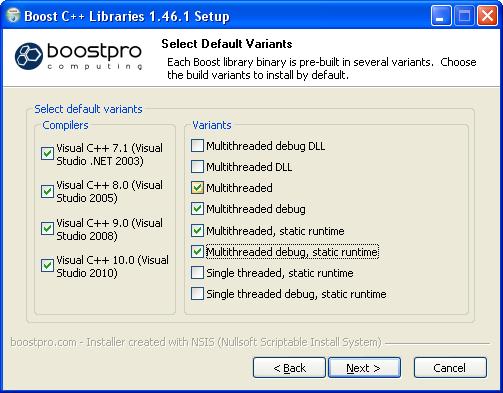 Boost C++ Libraries 1.46.1 Setup
boostpro
computing
Select Default Variants
Each Boost library binary is pre-built in several variants. Choose
the build variants to install by default.
Select default variants
Compilers
Visual C++ 7.1 (Visual
Studio .NET 2003)
Visual C++ 8.0 (Visual
Studio 2005)
Visual C++ 9.0 (Visual
Studio 2008)
Visual C++ 10.0 (Visual
Studio 2010)
Variants
Multithreaded debug DLL
Multithreaded DLL
Multithreaded
Multithreaded debug
Multithreaded, static runtime
Multithreaded debug, static runtime
Single threaded, static runtime
Single threaded debug, static runtime
boostpro.com - Installer created with NSIS (Nullsoft Scriptable Install System)
< Back
Next >
Cancel